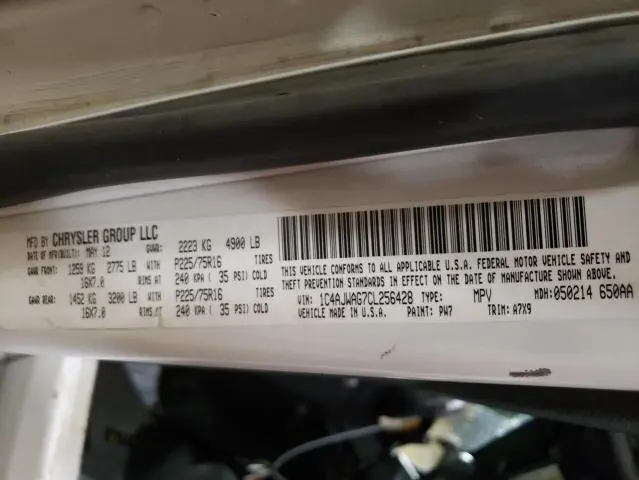 MFD BY CHRYSLER GROUP LLC
DATE OF MFR(BUILT): MAY-12 GVWR: 2223 KG 4900 LB
GAWR FRONT: 1259 KG 2775 LB WITH P225/75R16 TIRES
16X7.0 RIMS AT 240 KPA ( 35 PSI) COLD
GAWR REAR: 1452 KG 3200 LB WITH P225/75R16 TIRES
16X7.0 RIMS AT 240 KPA ( 35 PSI) COLD
THIS VEHICLE CONFORMS TO ALL APPLICABLE U.S.A. FEDERAL MOTOR VEHICLE SAFETY AND
THEFT PREVENTION STANDARDS IN EFFECT ON THE DATE OF MANUFACTURE SHOWN ABOVE.
VIN: 1C4AJWAG7CL256428 TYPE: MPV MDH:050214 650AA
VEHICLE MADE IN U.S.A. PAINT: PW7 TRIM: A7X9